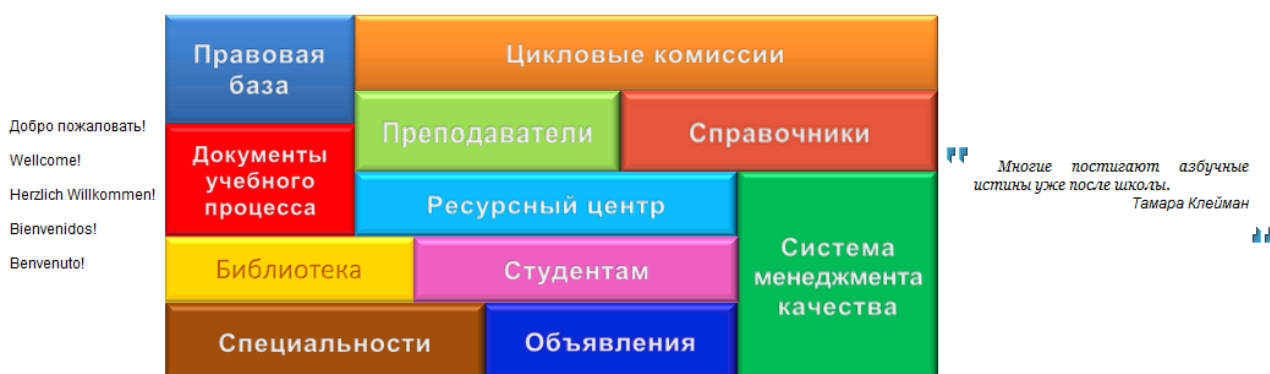 Добро пожаловать!
Wellcome!
Herzlich Willkommen!
Bienvenidos!
Benvenuto!
Правовая
база
Цикловые комиссии
Преподаватели
Справочники
Документы
учебного
процесса
Ресурсный центр
Система
менеджмента
качества
Библиотека
Студентам
Специальности
Объявления
Многие постигают азбучные
истины уже после школы.
Тамара Клейман